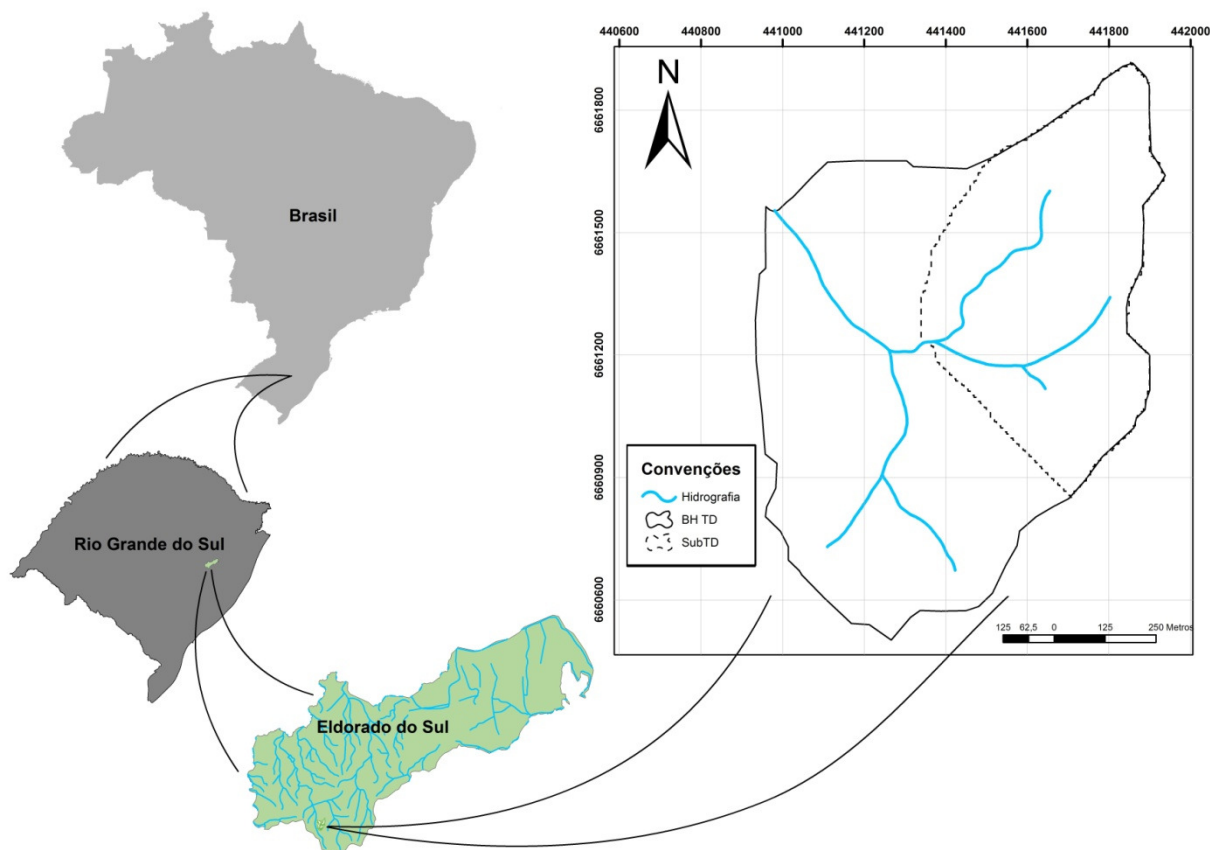 Brasil
Rio Grande do Sul
Eldorado do Sul
440600 440800 441000 441200 441400 441600 441800 442000
6661800
6661500
6661200
6660900
6660600
N
Convenções
Hidrografia
BH TD
SubTD
125 62,5 0 125 250 Metros